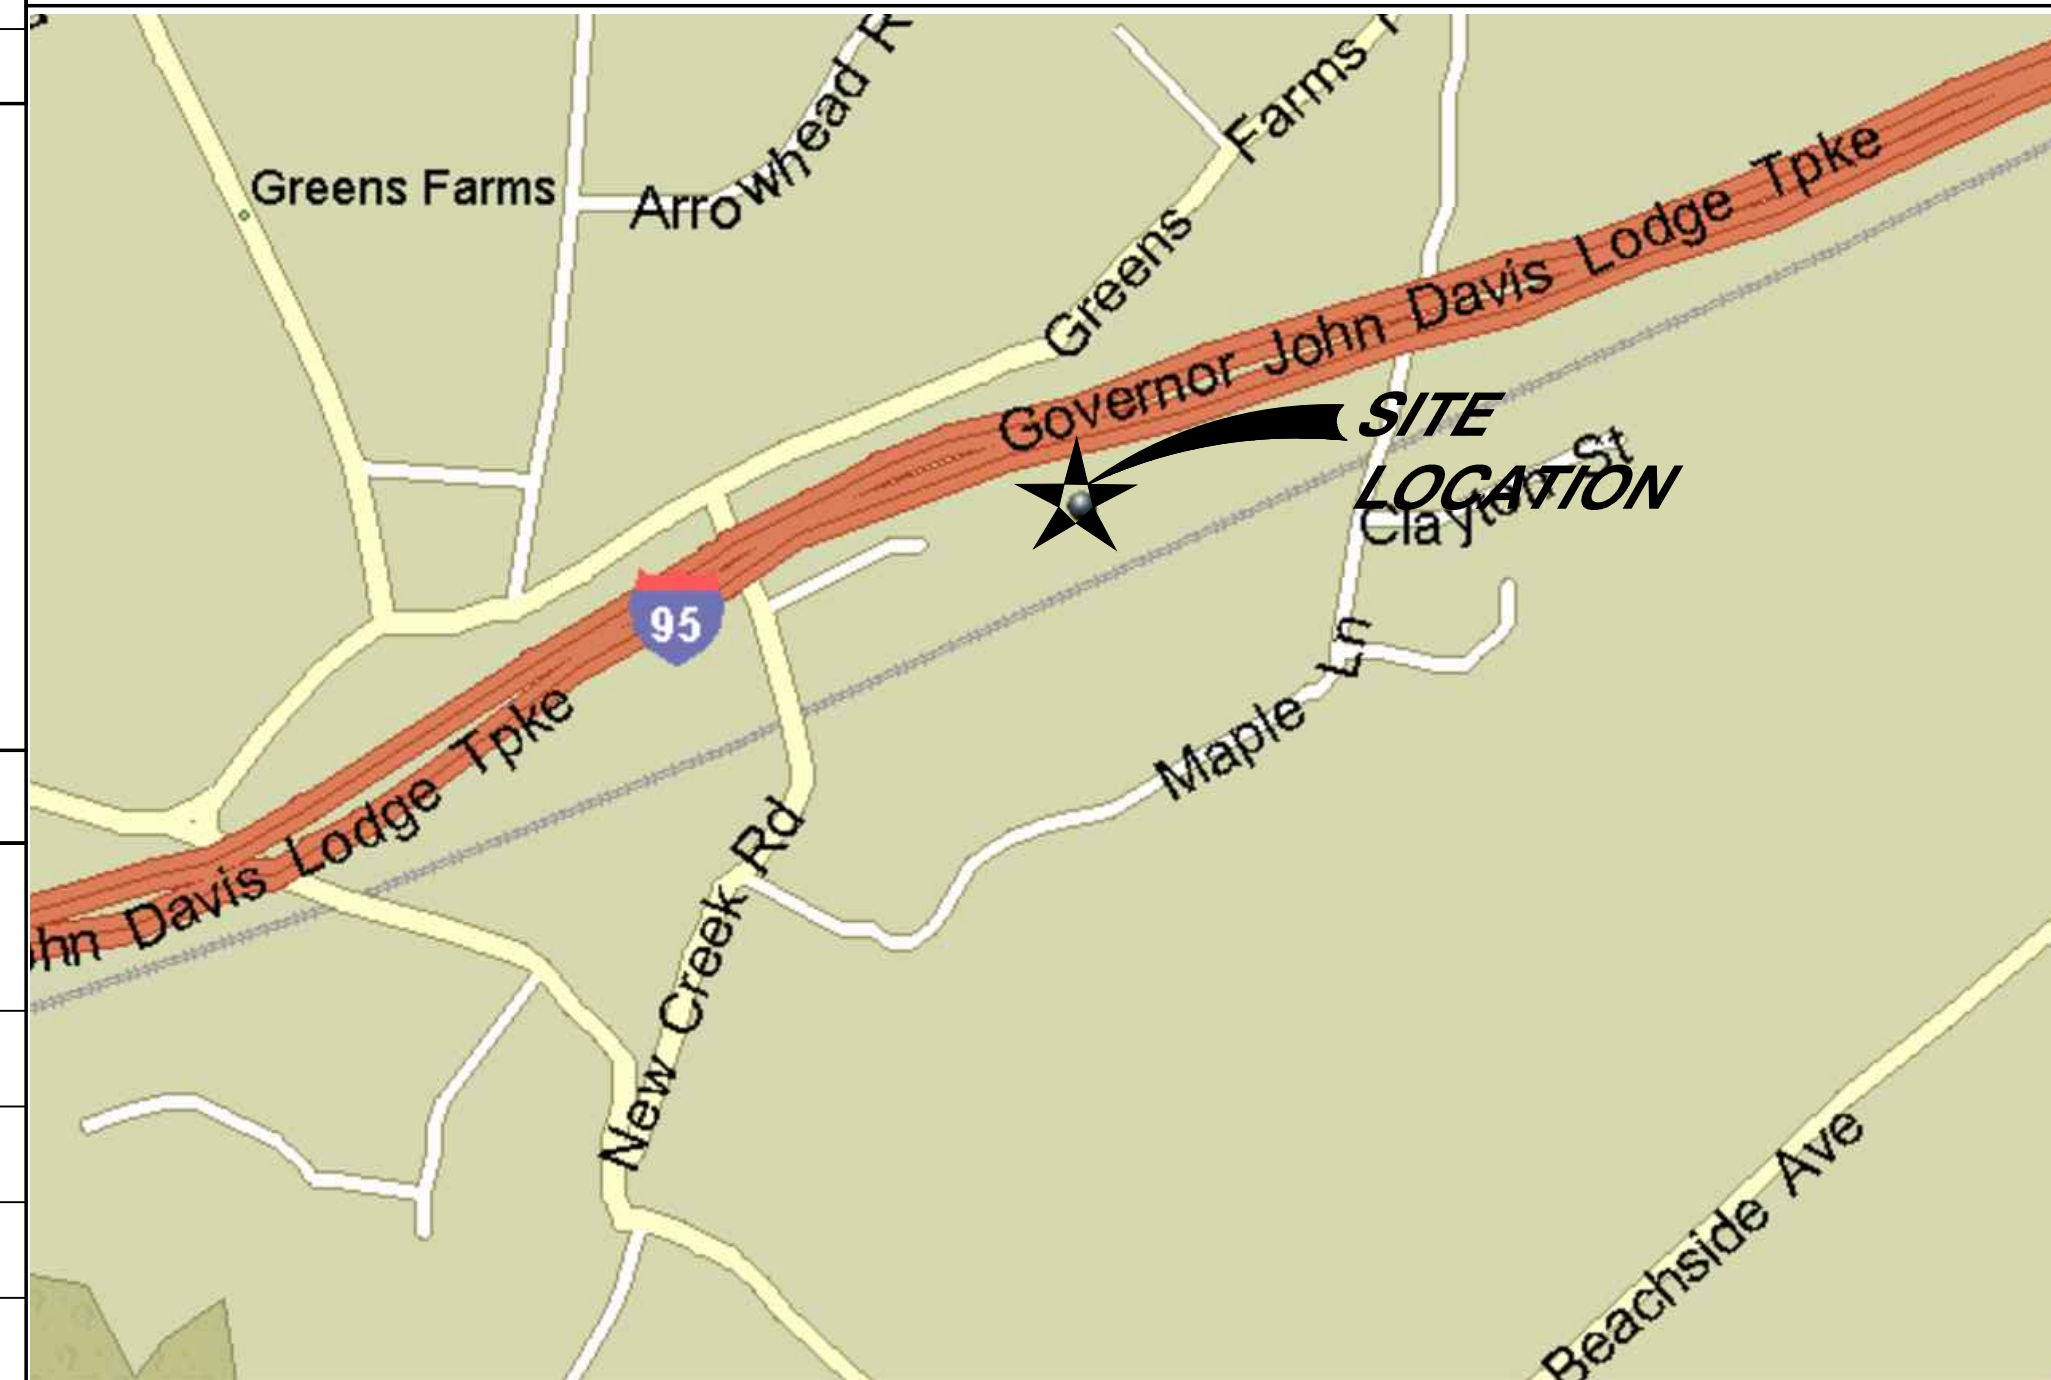 Greens Farms
Arrowhead R
Greens Farms
Governor John Davis Lodge Tpke
SITE
LOCATION
Clayton St
95
Maple Ln
hn Davis Lodge Tpke
New Creek Rd
Beachside Ave